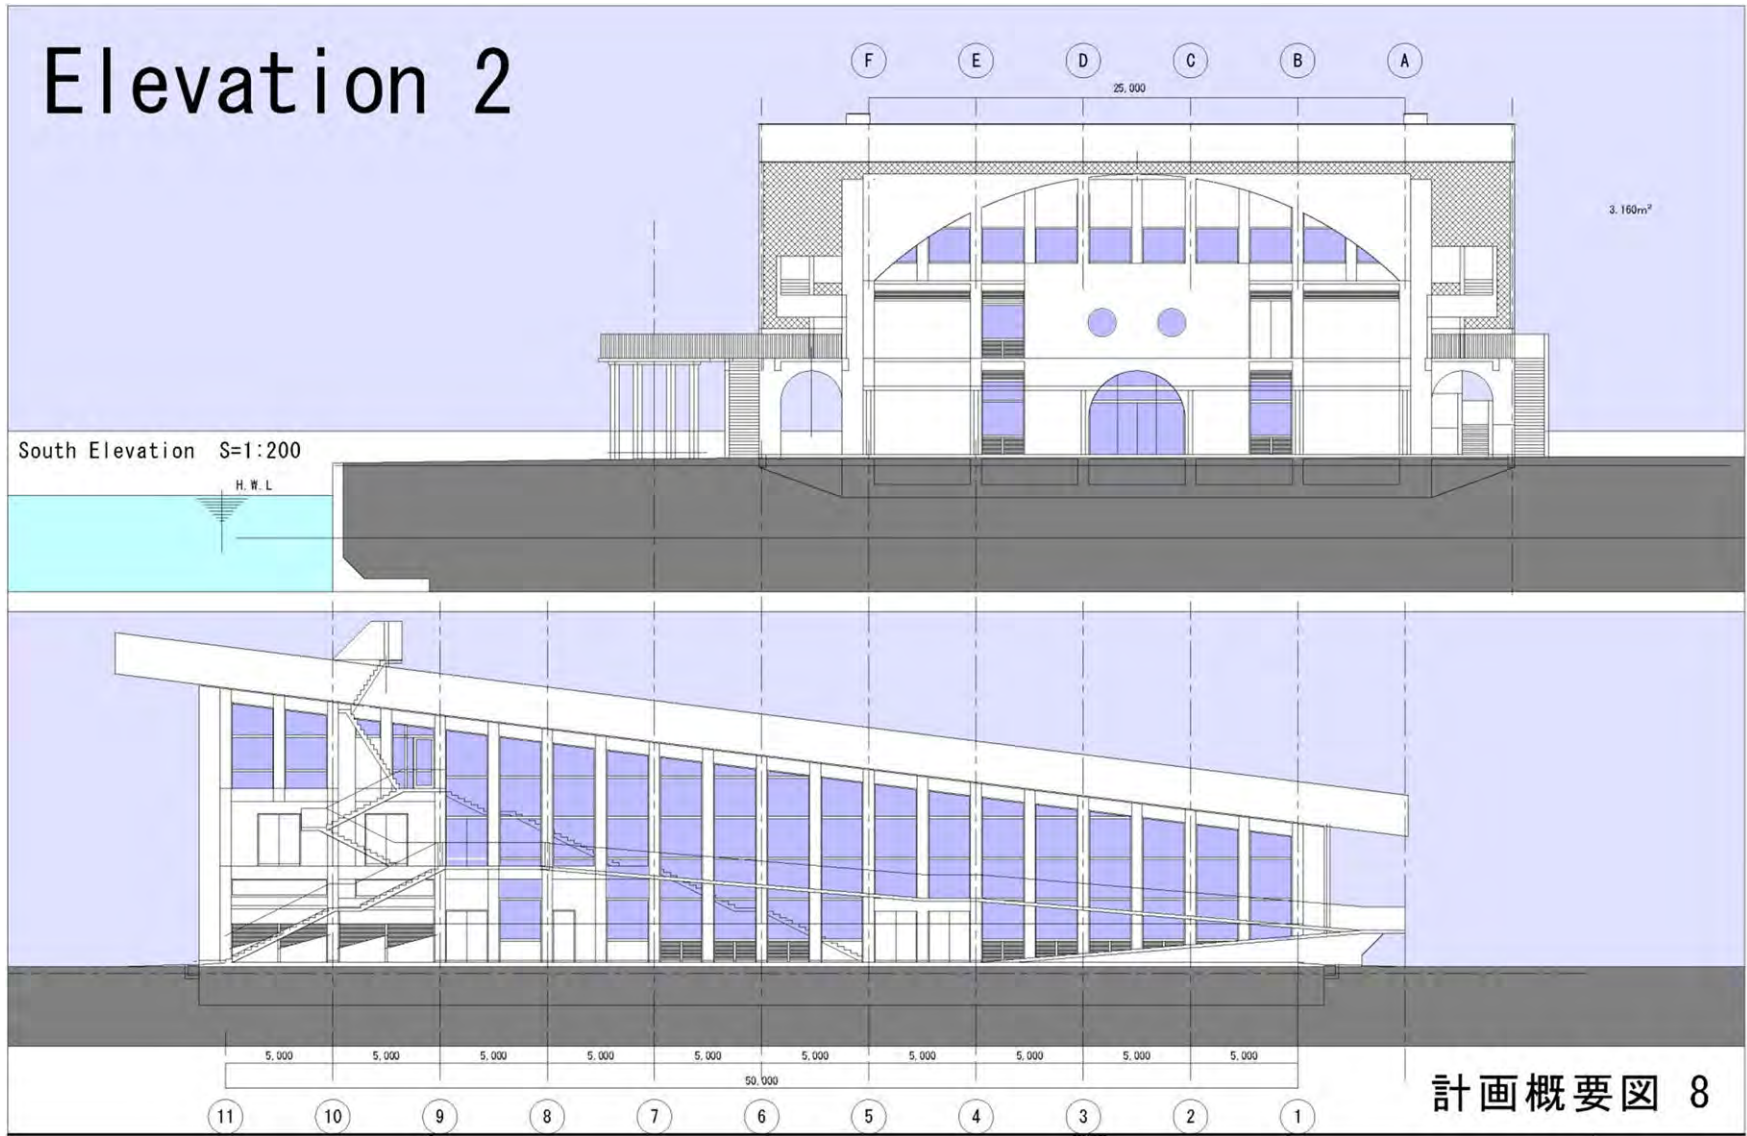 Elevation 2
F E D C B A
25,000
3.160m²
South Elevation S=1:200
H.W.L
5,000 5,000 5,000 5,000 5,000 5,000 5,000 5,000 5,000 5,000
50,000
計画概要図 8
11 10 9 8 7 6 5 4 3 2 1